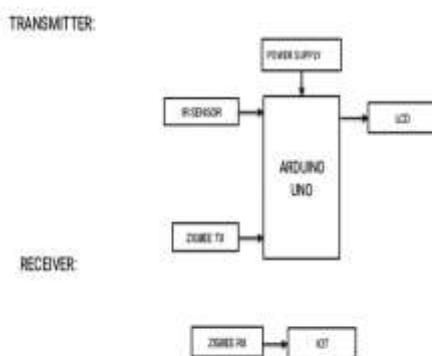 TRANSMITTER:
POWER SUPPLY
IR SENSOR
LCD
ARDUINO
UNO
ZIGBEE TX
RECEIVER:
ZIGBEE RX
IOT